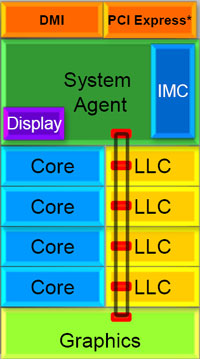 DMI
PCI Express*
System
Agent
IMC
Display
Core
LLC
Core
LLC
Core
LLC
Core
LLC
Graphics